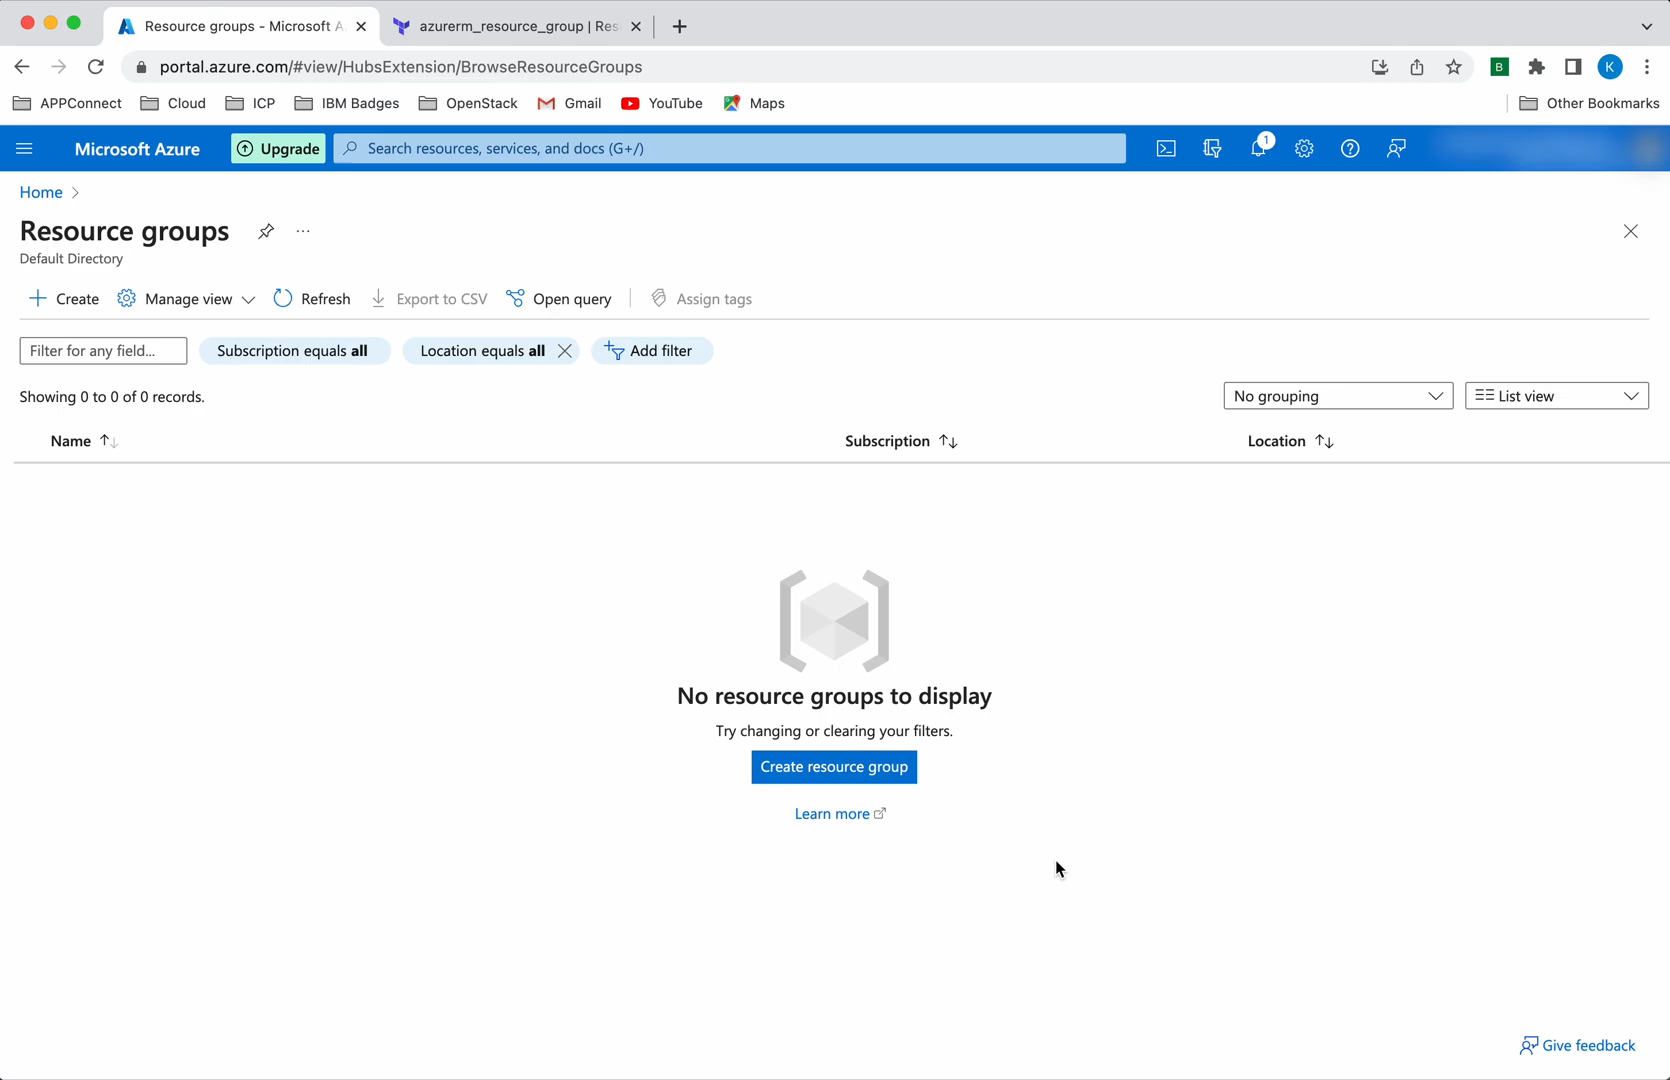 Resource groups - Microsoft A
azurerm_resource_group | Res
portal.azure.com/#view/HubsExtension/BrowseResourceGroups
B
K
APPConnect
Cloud
ICP
IBM Badges
OpenStack
Gmail
YouTube
Maps
Other Bookmarks
Microsoft Azure
Upgrade
Search resources, services, and docs (G+/)
1
Home
Resource groups
Default Directory
Create
Manage view
Refresh
Export to CSV
Open query
Assign tags
Filter for any field...
Subscription equals all
Location equals all
Add filter
Showing 0 to 0 of 0 records.
No grouping
List view
Name
Subscription
Location
No resource groups to display
Try changing or clearing your filters.
Create resource group
Learn more
Give feedback